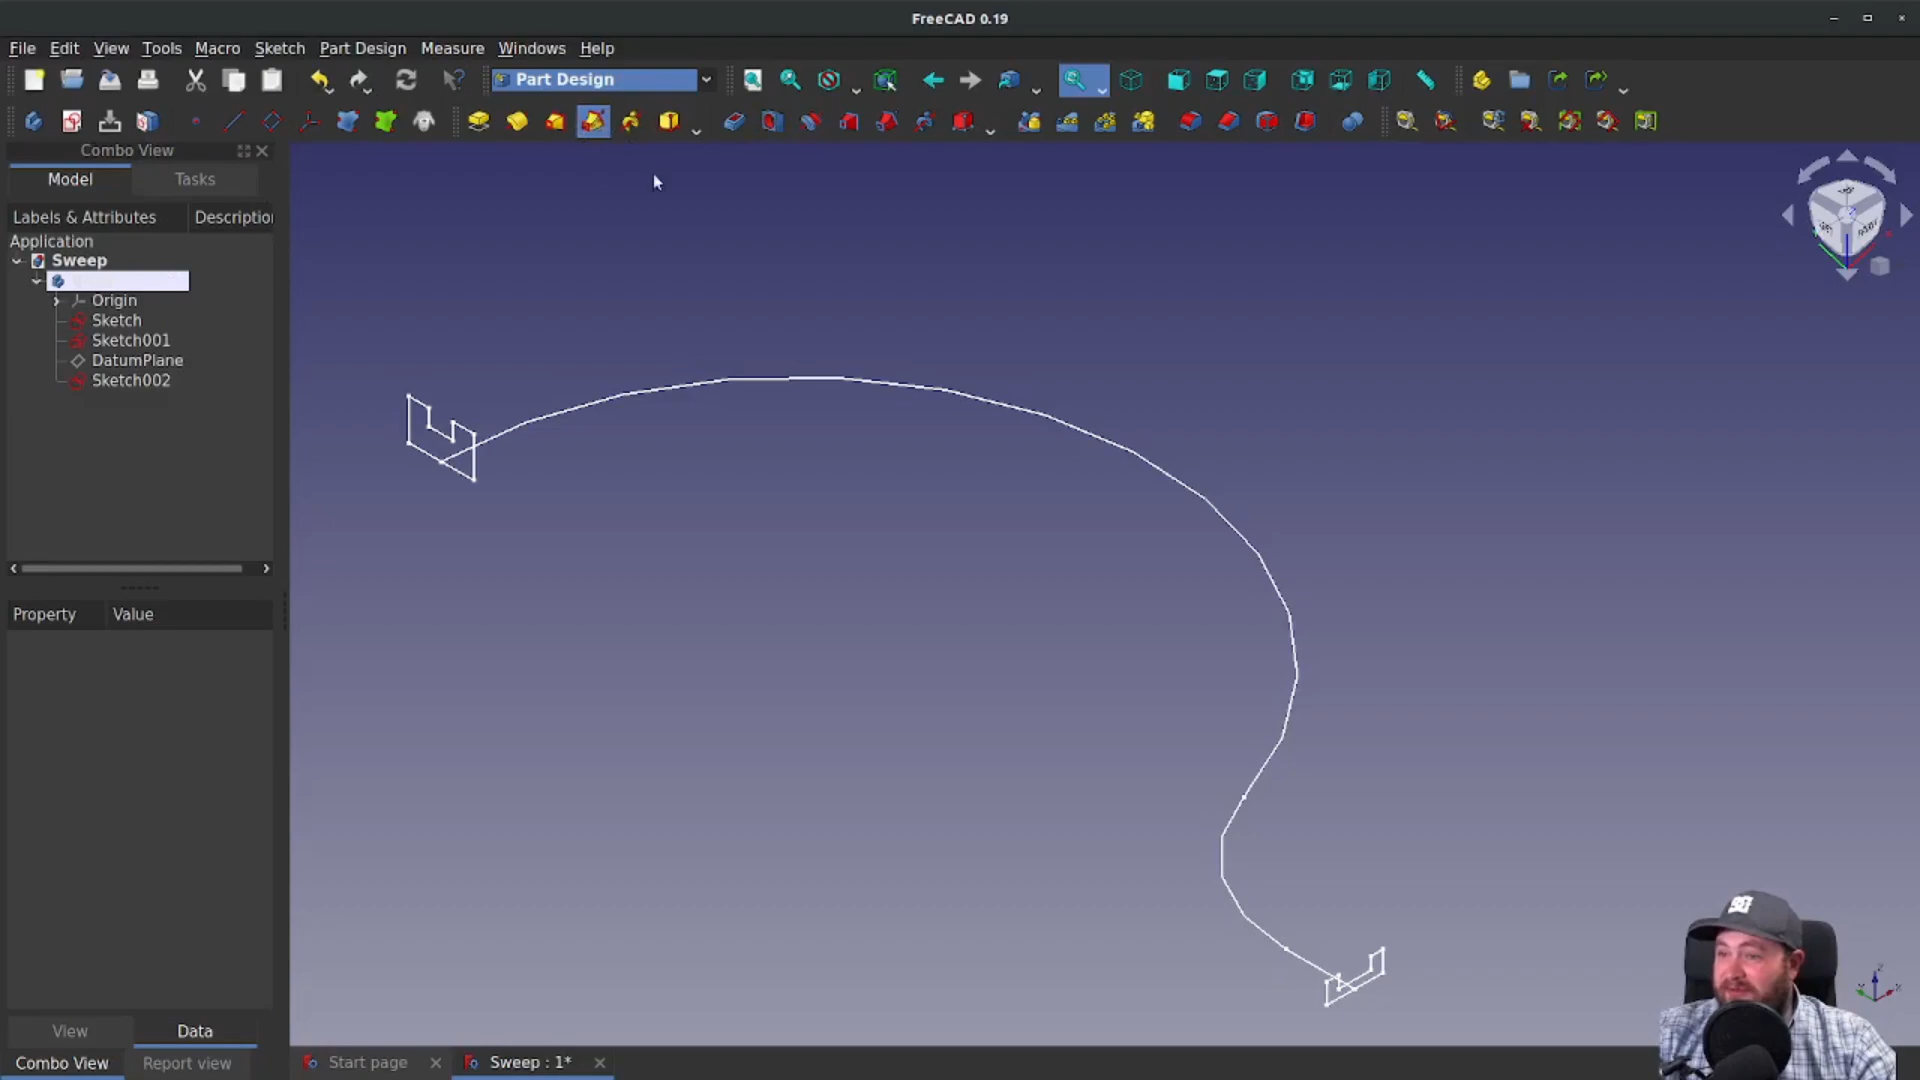 FreeCAD 0.19
File Edit View Tools Macro Sketch Part Design Measure Windows Help
Part Design
Combo View
Model Tasks
Labels & Attributes Descriptio
Application
Sweep
Origin
Sketch
Sketch001
DatumPlane
Sketch002
Property Value
View Data
Combo View Report view Start page Sweep : 1*